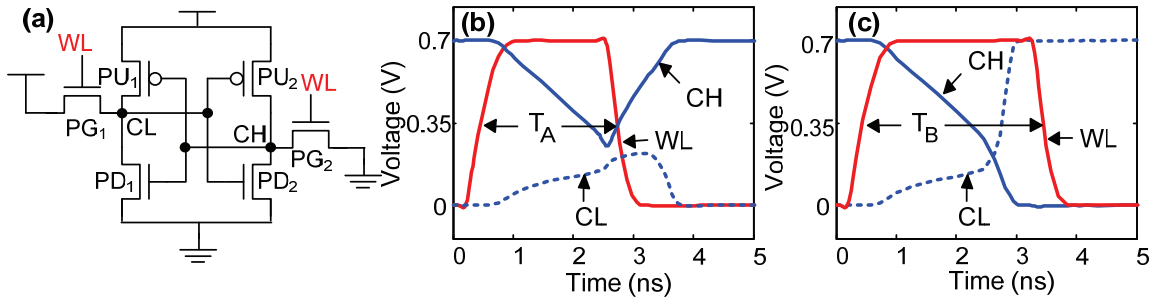 (a)
WL
PU1
PU2
WL
PG1
CL
CH
PG2
PD1
PD2
(b)
0.7
0.35
0
Voltage (V)
CH
TA
WL
CL
0 1 2 3 4 5
Time (ns)
(c)
0.7
0.35
0
Voltage (V)
CH
TB
WL
CL
0 1 2 3 4 5
Time (ns)